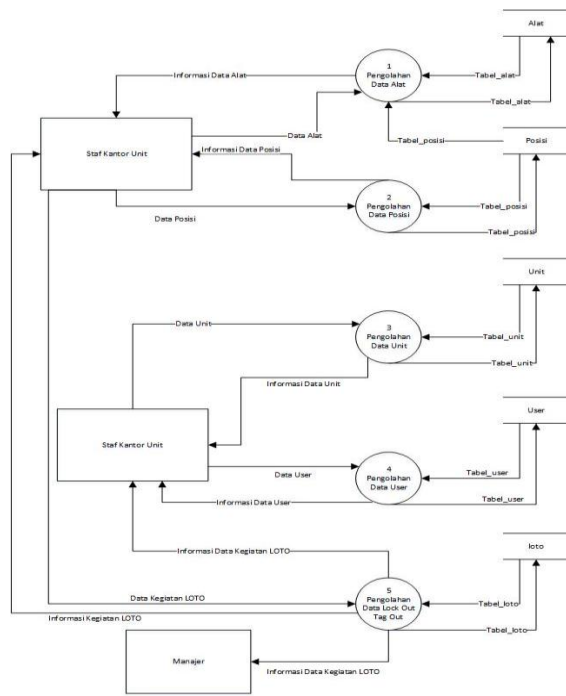 Alat
1
Pengolahan
Data Alat
Informasi Data Alat
Tabel_alat
Tabel_alat
Data Alat
Tabel_posisi
Staf Kantor Unit
Informasi Data Posisi
Posisi
2
Pengolahan
Data Posisi
Data Posisi
Tabel_posisi
Tabel_posisi
Unit
Data Unit
3
Pengolahan
Data Unit
Tabel_unit
Tabel_unit
Informasi Data Unit
User
Staf Kantor Unit
Data User
4
Pengolahan
Data User
Tabel_user
Tabel_user
Informasi Data User
loto
Informasi Data Kegiatan LOTO
5
Pengolahan
Data Lock Out
Tag Out
Data Kegiatan LOTO
Informasi Kegiatan LOTO
Tabel_loto
Tabel_loto
Manajer
Informasi Data Kegiatan LOTO